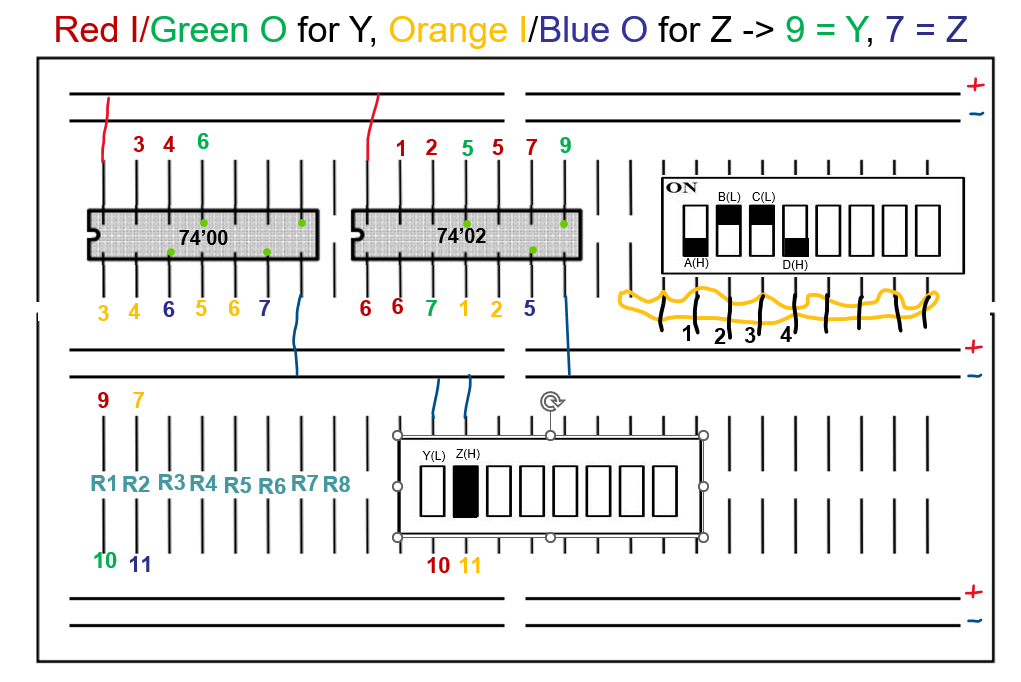 Red I/Green O for Y, Orange I/Blue O for Z -> 9 = Y, 7 = Z
+
~
3 4 6 1 2 5 5 7 9
ON
B(L) C(L)
74'00 74'02
A(H) D(H)
3 4 6 5 6 7 6 6 7 1 2 5
1 2 3 4
+
~
9 7
Y(L) Z(H)
R1 R2 R3 R4 R5 R6 R7 R8
10 11 10 11
+
~